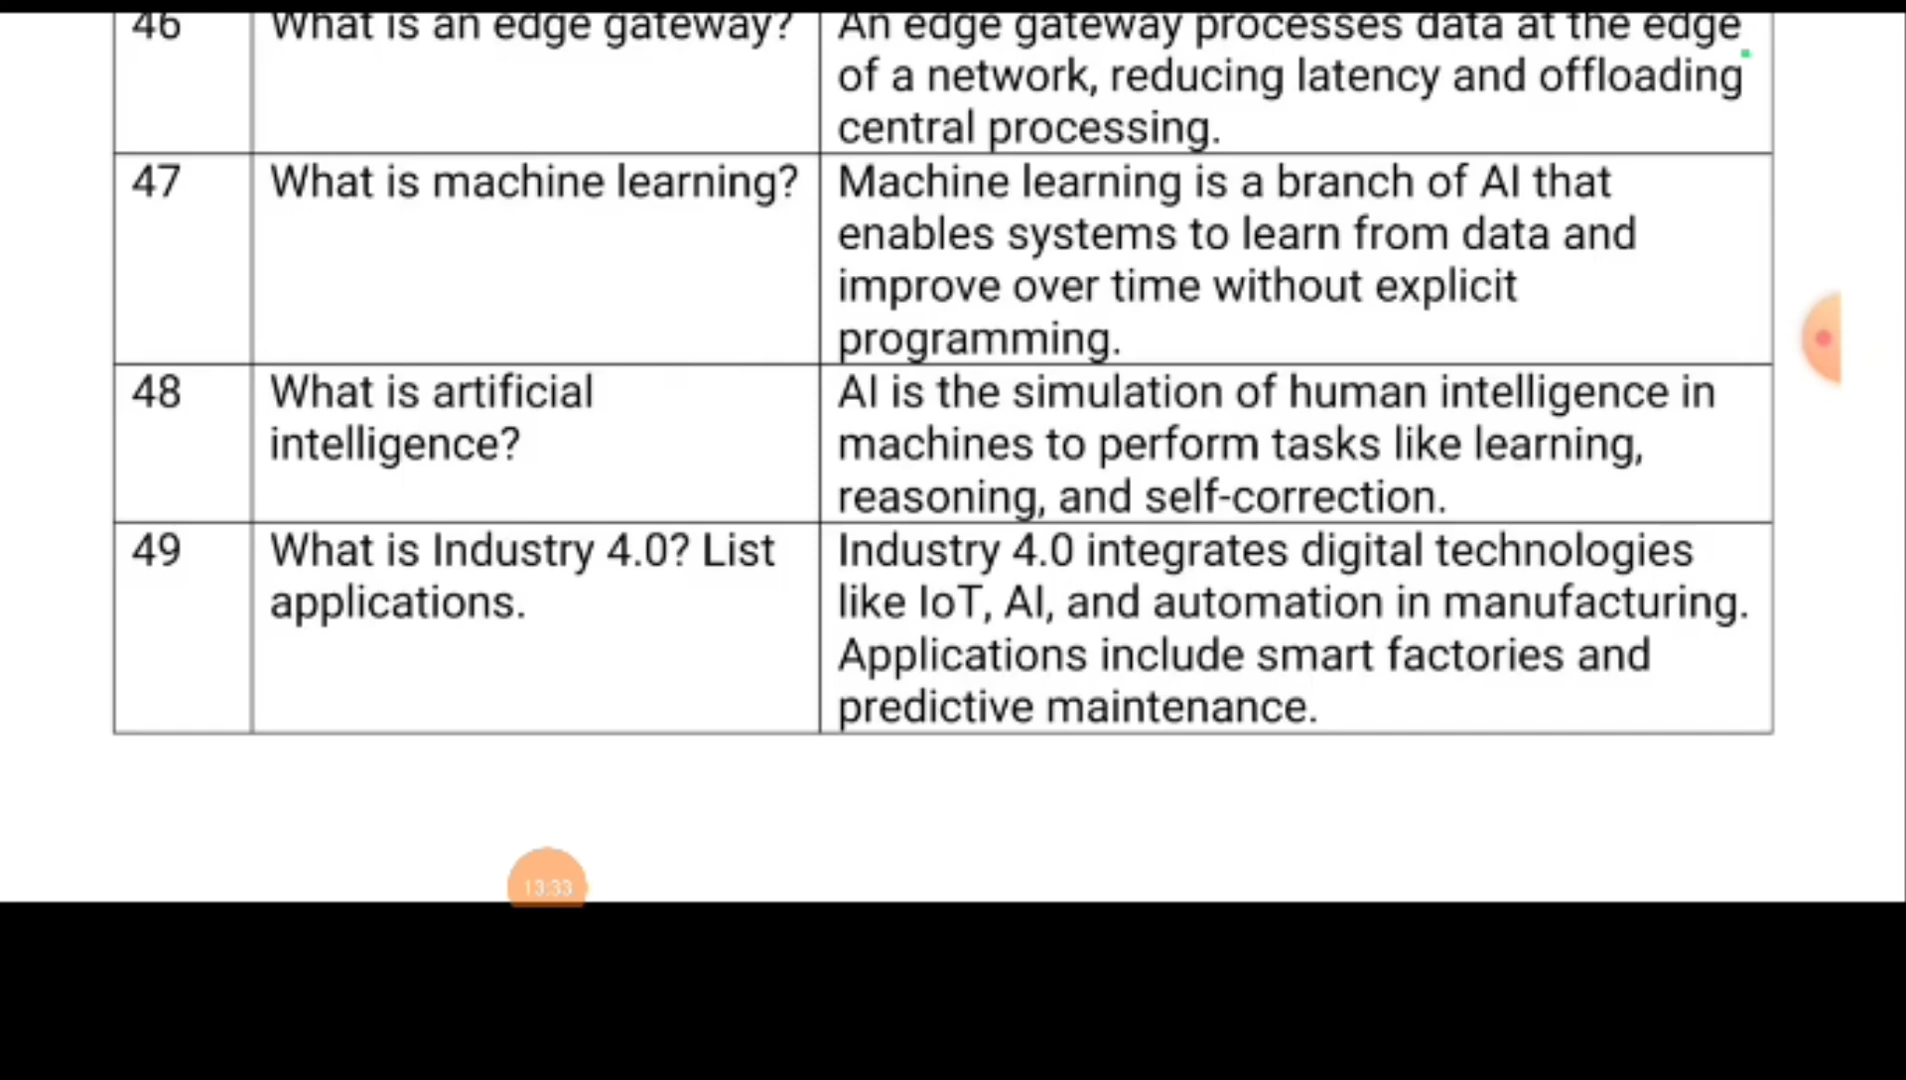 46
What is an edge gateway?
An edge gateway processes data at the edge
of a network, reducing latency and offloading
central processing.
47
What is machine learning?
Machine learning is a branch of AI that
enables systems to learn from data and
improve over time without explicit
programming.
48
What is artificial
intelligence?
AI is the simulation of human intelligence in
machines to perform tasks like learning,
reasoning, and self-correction.
49
What is Industry 4.0? List
applications.
Industry 4.0 integrates digital technologies
like IoT, AI, and automation in manufacturing.
Applications include smart factories and
predictive maintenance.
13:33